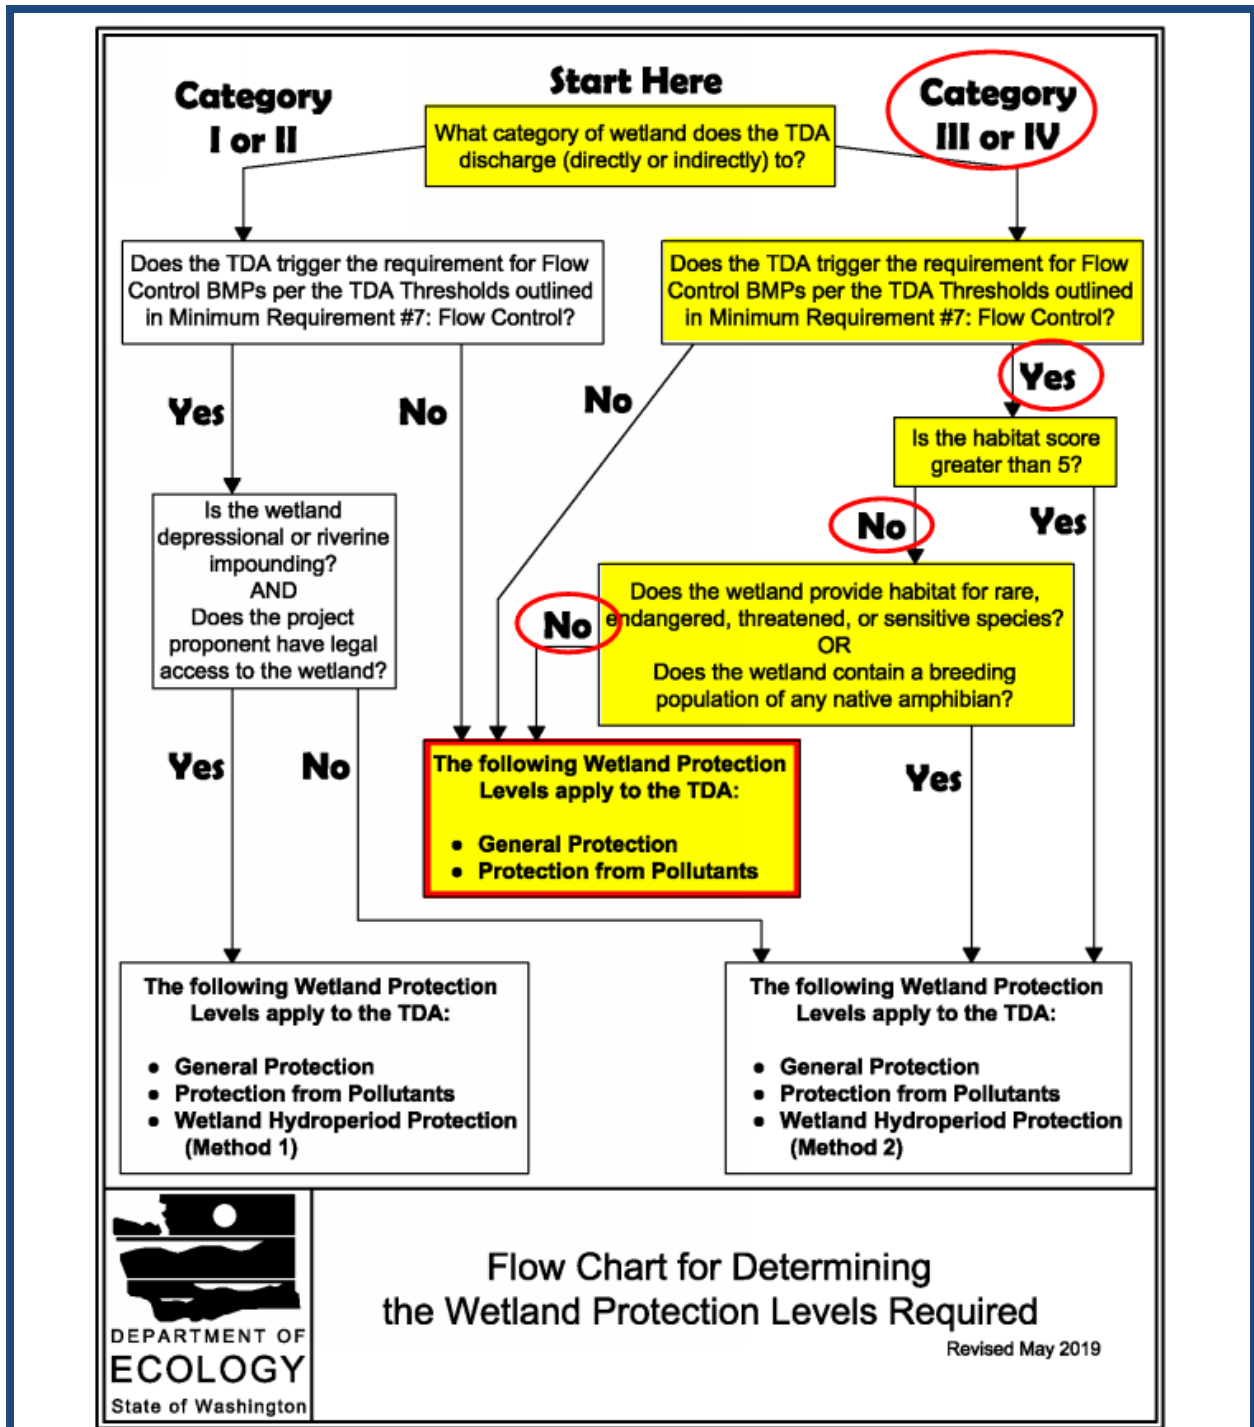 Start Here
Category
I or II
Category
III or IV
What category of wetland does the TDA
discharge (directly or indirectly) to?
Does the TDA trigger the requirement for Flow
Control BMPs per the TDA Thresholds outlined
in Minimum Requirement #7: Flow Control?
Does the TDA trigger the requirement for Flow
Control BMPs per the TDA Thresholds outlined
in Minimum Requirement #7: Flow Control?
Yes
No
No
Yes
Is the habitat score
greater than 5?
Is the wetland
depressional or riverine
impounding?
AND
Does the project
proponent have legal
access to the wetland?
No
Yes
Does the wetland provide habitat for rare,
endangered, threatened, or sensitive species?
OR
Does the wetland contain a breeding
population of any native amphibian?
No
Yes
No
The following Wetland Protection
Levels apply to the TDA:
• General Protection
• Protection from Pollutants
Yes
The following Wetland Protection
Levels apply to the TDA:
• General Protection
• Protection from Pollutants
• Wetland Hydroperiod Protection
(Method 1)
The following Wetland Protection
Levels apply to the TDA:
• General Protection
• Protection from Pollutants
• Wetland Hydroperiod Protection
(Method 2)
DEPARTMENT OF
ECOLOGY
State of Washington
Flow Chart for Determining
the Wetland Protection Levels Required
Revised May 2019